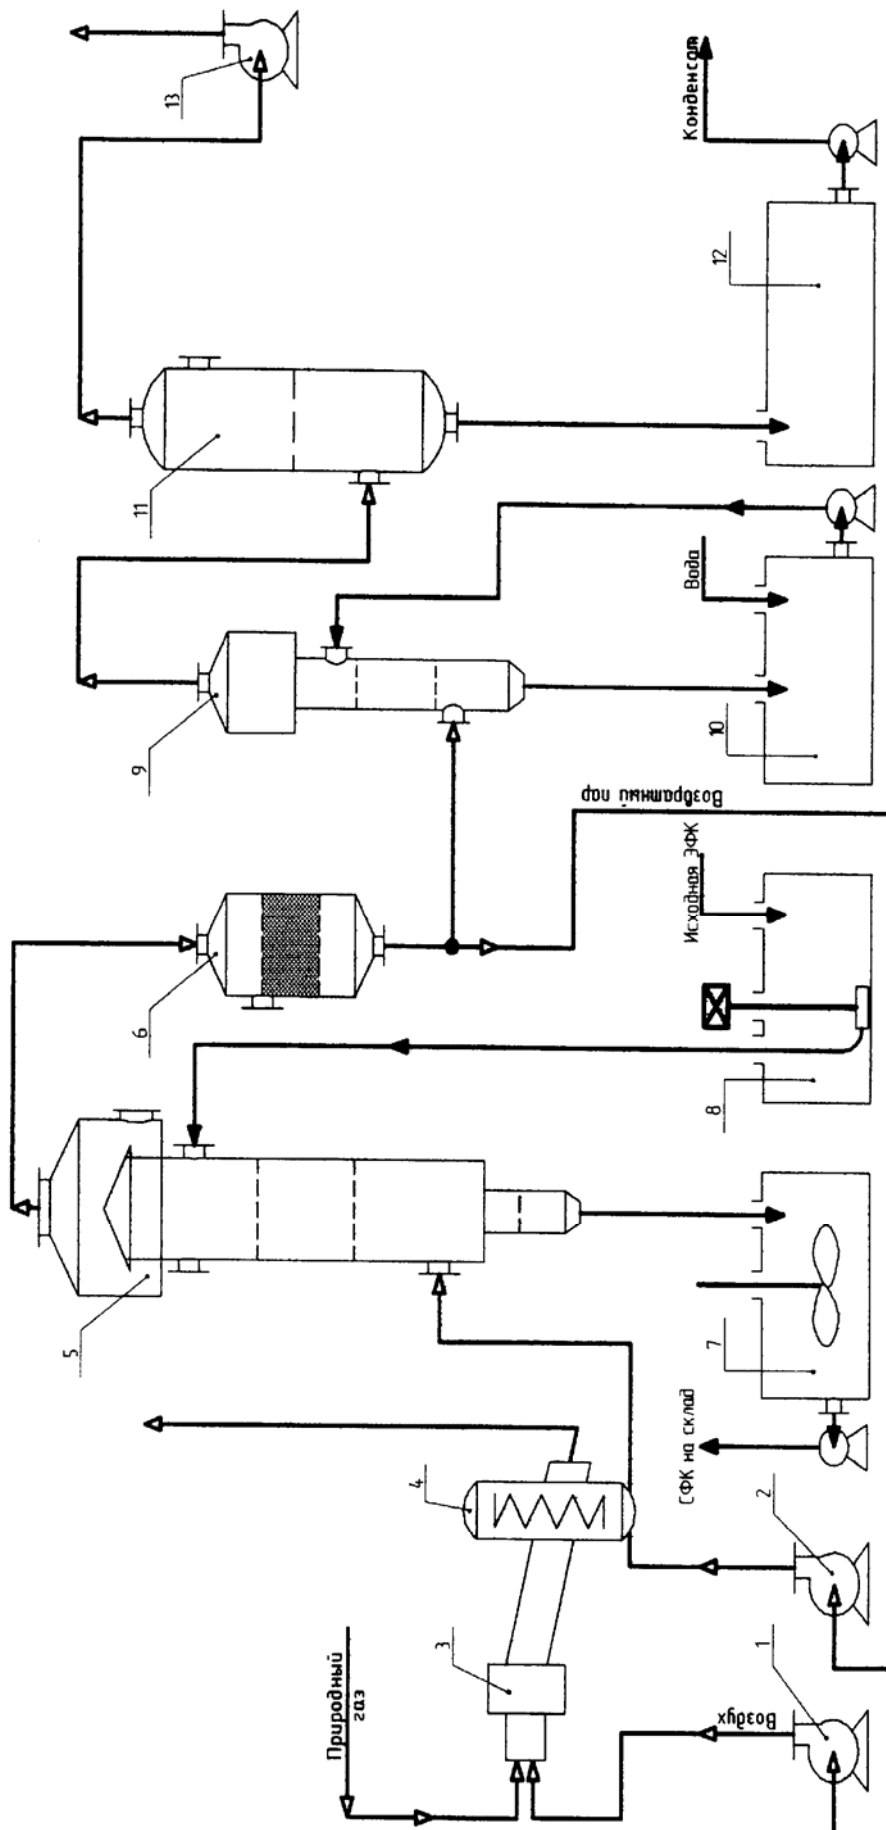 Природный
газ
Воздух
1
2
3
4
СФК на склад
5
6
7
8
Исходная ЭФК
Возвратный пар
9
10
Вода
11
12
Конденсат
13